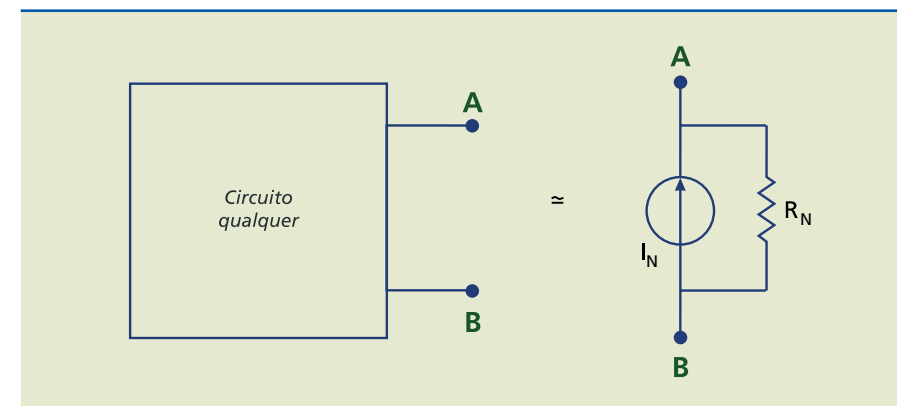 A
Circuito
qualquer
B
≃
A
I_N
R_N
B